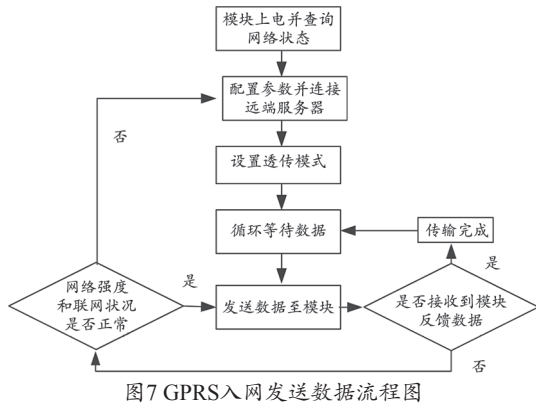 模块上电并查询
网络状态
配置参数并连接
远端服务器
否
设置透传模式
循环等待数据
传输完成
网络强度
和联网状况
是否正常
是
发送数据至模块
是
是否接收到模块
反馈数据
否
图7 GPRS入网发送数据流程图